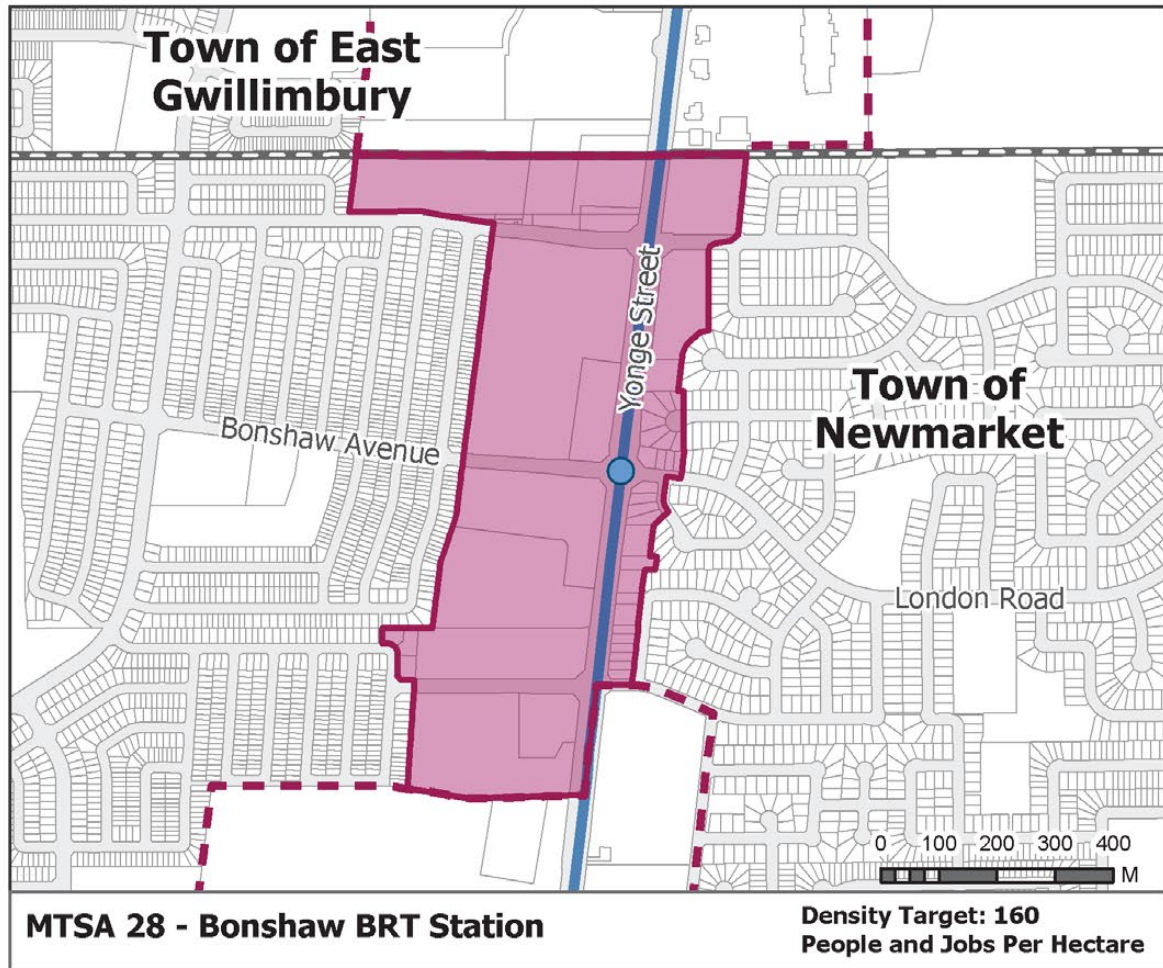 Town of East
Gwillimbury
Yonge Street
Town of
Newmarket
Bonshaw Avenue
London Road
0 100 200 300 400
M
MTSA 28 - Bonshaw BRT Station
Density Target: 160
People and Jobs Per Hectare